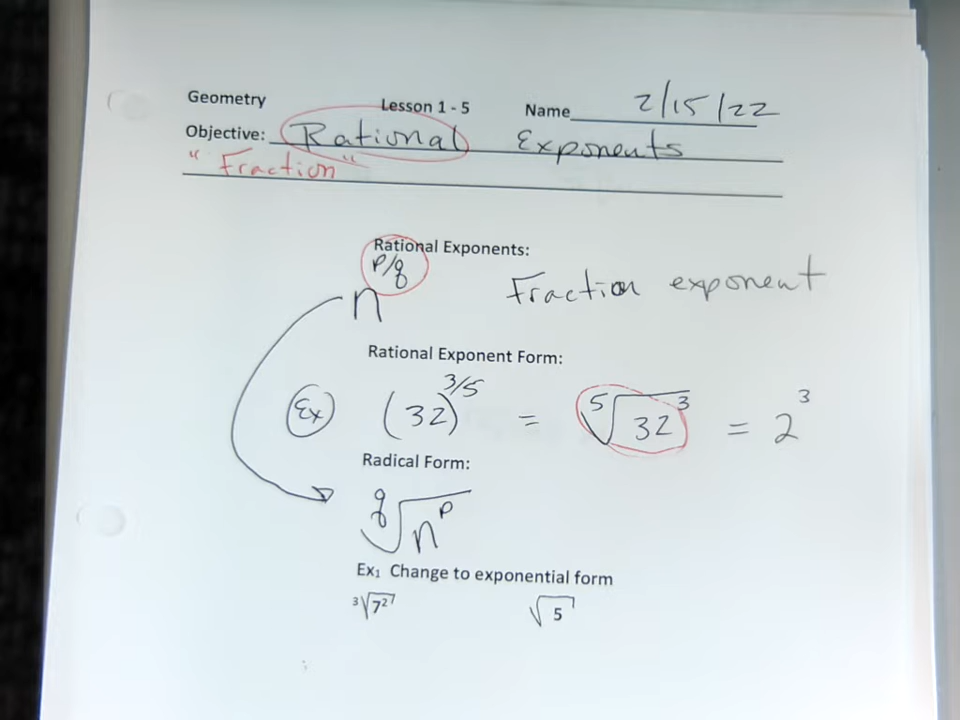 Geometry Lesson 1 - 5 Name 2/15/22
Objective: Rational Exponents
"Fraction"
Rational Exponents:
n^(p/q) Fraction exponent
Rational Exponent Form:
Ex (32)^(3/5) = ⁵√32³ = 2³
Radical Form:
q√n^p
Ex₁ Change to exponential form
³√7² √5